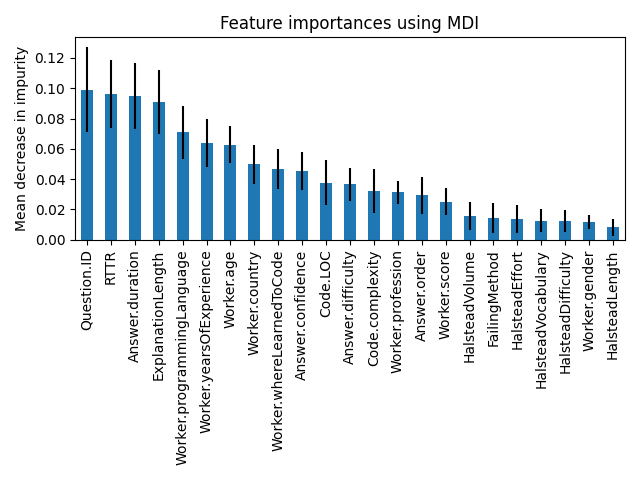 Feature importances using MDI
Mean decrease in impurity
0.12
0.10
0.08
0.06
0.04
0.02
0.00
Question.ID
RTTR
Answer.duration
ExplanationLength
Worker.programmingLanguage
Worker.yearsOfExperience
Worker.age
Worker.country
Worker.whereLearnedToCode
Answer.confidence
Code.LOC
Answer.difficulty
Code.complexity
Worker.profession
Answer.order
Worker.score
HalsteadVolume
FailingMethod
HalsteadEffort
HalsteadVocabulary
HalsteadDifficulty
Worker.gender
HalsteadLength